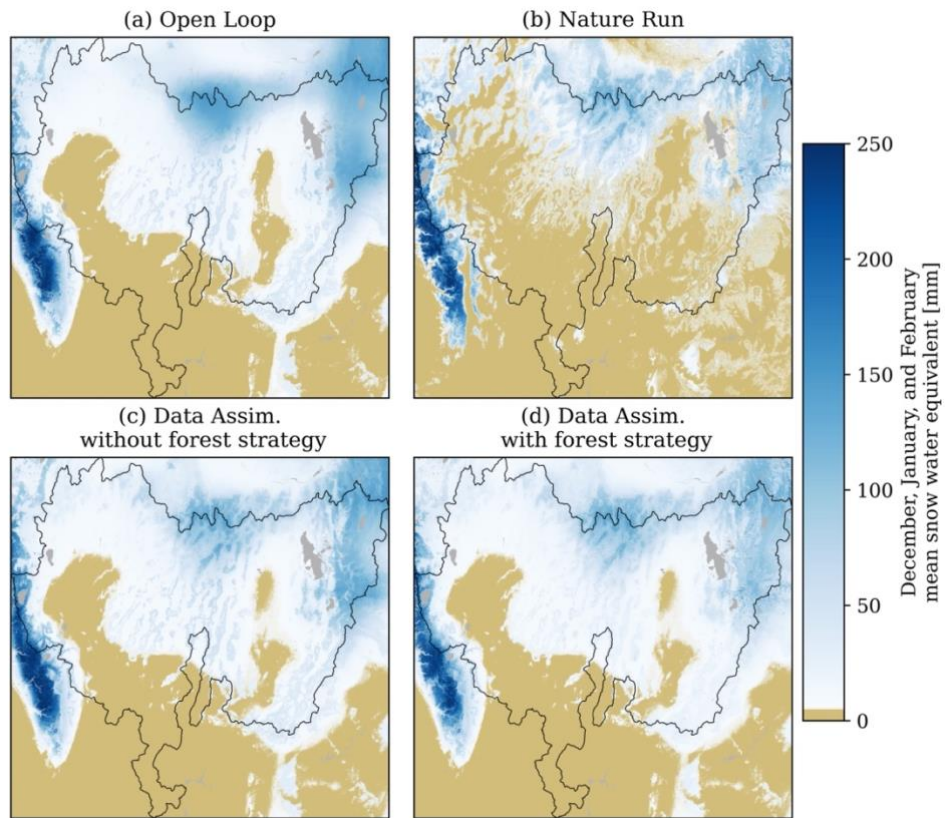 (a) Open Loop
(b) Nature Run
(c) Data Assim.
without forest strategy
(d) Data Assim.
with forest strategy
250
200
150
100
50
0
December, January, and February
mean snow water equivalent [mm]